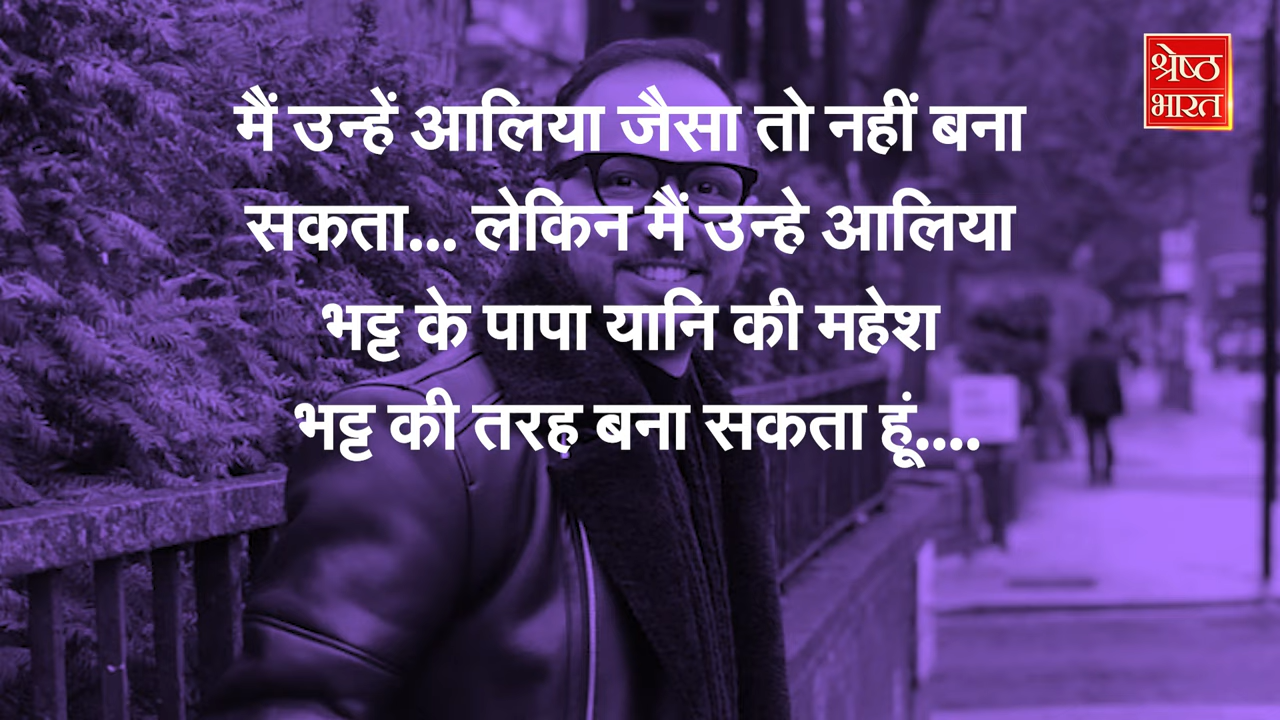 मैं उन्हें आलिया जैसा तो नहीं बना
सकता... लेकिन मैं उन्हे आलिया
भट्ट के पापा यानि की महेश
भट्ट की तरह बना सकता हूं....
श्रेष्ठ
भारत